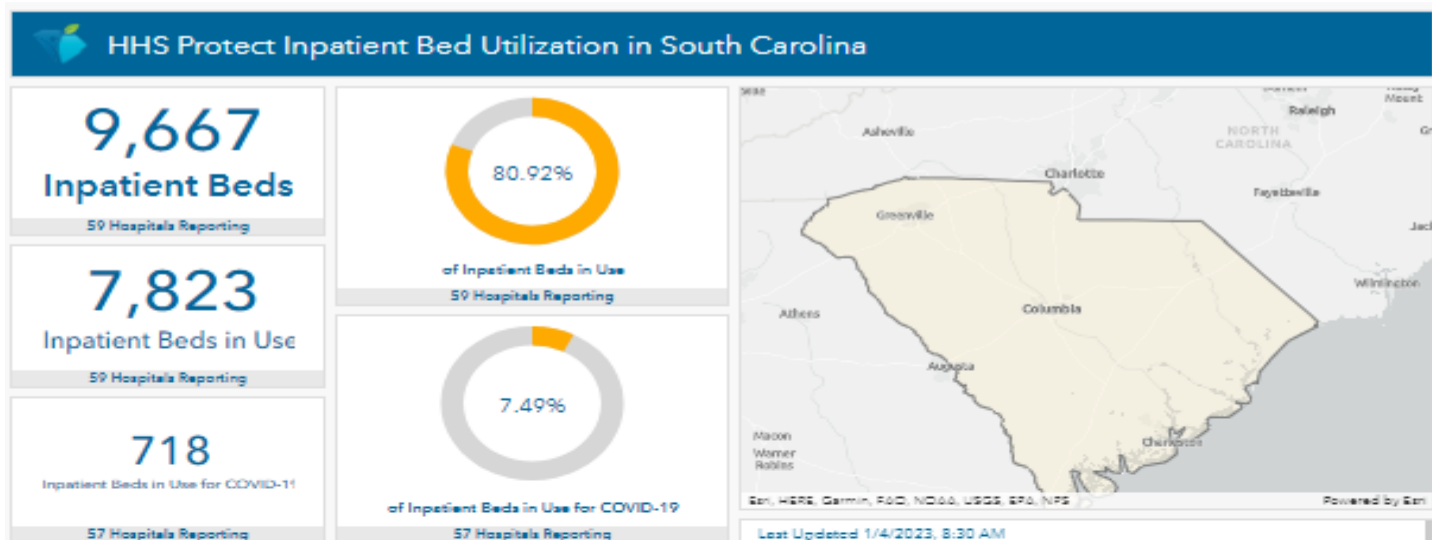 HHS Protect Inpatient Bed Utilization in South Carolina
9,667
Inpatient Beds
59 Hospitals Reporting
7,823
Inpatient Beds in Use
59 Hospitals Reporting
718
Inpatient Beds in Use for COVID-19
57 Hospitals Reporting
80.92%
of Inpatient Beds in Use
59 Hospitals Reporting
7.49%
of Inpatient Beds in Use for COVID-19
57 Hospitals Reporting
Raleigh
Mount
Asheville
NORTH
CAROLINA
Charlotte
Fayetteville
Greenville
Jac
Wilmington
Athens
Columbia
Augusta
Macon
Warner
Robins
Charleston
Esri, HERE, Garmin, FAO, NOAA, USGS, EPA, NPS
Powered by Esri
Last Updated 1/4/2023, 8:30 AM